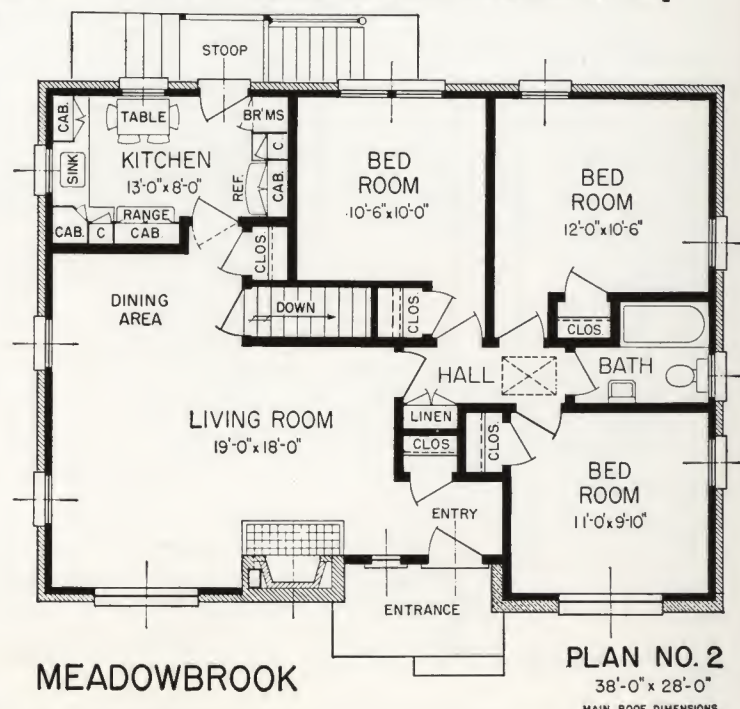 STOOP
CAB.
TABLE
BR'MS
SINK
KITCHEN
13'-0" x 8'-0"
C
REF.
CAB.
RANGE
CAB.
C
CAB.
BED
ROOM
10'-6" x 10'-0"
BED
ROOM
12'-0" x 10'-6"
CLOS.
DINING
AREA
DOWN
CLOS.
CLOS.
HALL
BATH
LINEN
LIVING ROOM
19'-0" x 18'-0"
CLOS
CLOS.
BED
ROOM
11'-0" x 9'-10"
ENTRY
ENTRANCE
MEADOWBROOK
PLAN NO. 2
38'-0" x 28'-0"
MAIN ROOF DIMENSIONS